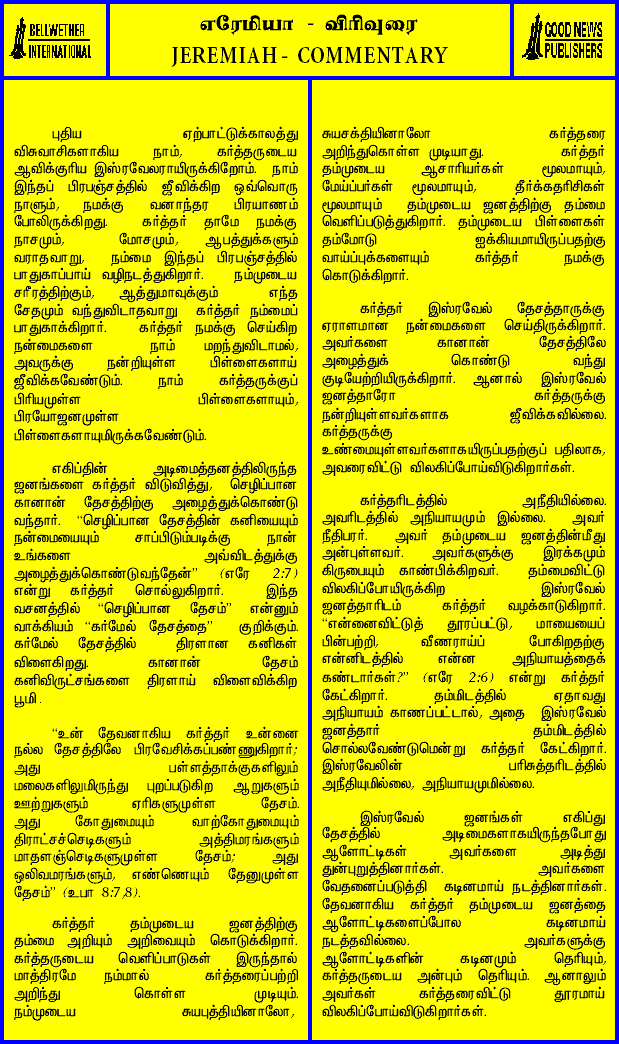 BELLWETHER
INTERNATIONAL
எரேமியா - விரிவுரை
JEREMIAH - COMMENTARY
GOOD NEWS
PUBLISHERS
புதிய ஏற்பாட்டுக்காலத்து
விசுவாசிகளாகிய நாம், கர்த்தருடைய
ஆவிக்குரிய இஸ்ரவேலராயிருக்கிறோம். நாம்
இந்தப் பிரபஞ்சத்தில் ஜீவிக்கிற ஒவ்வொரு
நாளும், நமக்கு வனாந்தர பிரயாணம்
போலிருக்கிறது. கர்த்தர் தாமே நமக்கு
நாசமும், மோசமும், ஆபத்துக்களும்
வராதவாறு, நம்மை இந்தப் பிரபஞ்சத்தில்
பாதுகாப்பாய் வழிநடத்துகிறார். நம்முடைய
சரீரத்திற்கும், ஆத்துமாவுக்கும் எந்த
சேதமும் வந்துவிடாதவாறு கர்த்தர் நம்மைப்
பாதுகாக்கிறார். கர்த்தர் நமக்கு செய்கிற
நன்மைகளை நாம் மறந்துவிடாமல்,
அவருக்கு நன்றியுள்ள பிள்ளைகளாய்
ஜீவிக்கவேண்டும். நாம் கர்த்தருக்குப்
பிரியமுள்ள பிள்ளைகளாயும்,
பிரயோஜனமுள்ள
பிள்ளைகளாயுமிருக்கவேண்டும்.
எகிப்தின் அடிமைத்தனத்திலிருந்த
ஜனங்களை கர்த்தர் விடுவித்து, செழிப்பான
கானான் தேசத்திற்கு அழைத்துக்கொண்டு
வந்தார். "செழிப்பான தேசத்தின் கனியையும்
நன்மையையும் சாப்பிடும்படிக்கு நான்
உங்களை அவ்விடத்துக்கு
அழைத்துக்கொண்டுவந்தேன்" (எரே 2:7)
என்று கர்த்தர் சொல்லுகிறார். இந்த
வசனத்தில் "செழிப்பான தேசம்" என்னும்
வாக்கியம் "கர்மேல் தேசத்தை" குறிக்கும்.
கர்மேல் தேசத்தில் திரளான கனிகள்
விளைகிறது. கானான் தேசம்
கனிவிருட்சங்களை திரளாய் விளைவிக்கிற
பூமி.
"உன் தேவனாகிய கர்த்தர் உன்னை
நல்ல தேசத்திலே பிரவேசிக்கப்பண்ணுகிறார்;
அது பள்ளத்தாக்குகளிலும்
மலைகளிலுமிருந்து புறப்படுகிற ஆறுகளும்
ஊற்றுகளும் ஏரிகளுமுள்ள தேசம்.
அது கோதுமையும் வாற்கோதுமையும்
திராட்சச்செடிகளும் அத்திமரங்களும்
மாதளஞ்செடிகளுமுள்ள தேசம்; அது
ஒலிவமரங்களும், எண்ணெயும் தேனுமுள்ள
தேசம்" (உபா 8:7,8).
கர்த்தர் தம்முடைய ஜனத்திற்கு
தம்மை அறியும் அறிவையும் கொடுக்கிறார்.
கர்த்தருடைய வெளிப்பாடுகள் இருந்தால்
மாத்திரமே நம்மால் கர்த்தரைப்பற்றி
அறிந்து கொள்ள முடியும்.
நம்முடைய சுயபுத்தியினாலோ,
சுயசக்தியினாலோ கர்த்தரை
அறிந்துகொள்ள முடியாது. கர்த்தர்
தம்முடைய ஆசாரியர்கள் மூலமாயும்,
மேய்ப்பர்கள் மூலமாயும், தீர்க்கதரிசிகள்
மூலமாயும் தம்முடைய ஜனத்திற்கு தம்மை
வெளிப்படுத்துகிறார். தம்முடைய பிள்ளைகள்
தம்மோடு ஐக்கியமாயிருப்பதற்கு
வாய்ப்புக்களையும் கர்த்தர் நமக்கு
கொடுக்கிறார்.
கர்த்தர் இஸ்ரவேல் தேசத்தாருக்கு
ஏராளமான நன்மைகளை செய்திருக்கிறார்.
அவர்களை கானான் தேசத்திலே
அழைத்துக் கொண்டு வந்து
குடியேற்றியிருக்கிறார். ஆனால் இஸ்ரவேல்
ஜனத்தாரோ கர்த்தருக்கு
நன்றியுள்ளவர்களாக ஜீவிக்கவில்லை.
கர்த்தருக்கு
உண்மையுள்ளவர்களாகயிருப்பதற்குப் பதிலாக,
அவரைவிட்டு விலகிப்போய்விடுகிறார்கள்.
கர்த்தரிடத்தில் அநீதியில்லை.
அவரிடத்தில் அநியாயமும் இல்லை. அவர்
நீதிபரர். அவர் தம்முடைய ஜனத்தின்மீது
அன்புள்ளவர். அவர்களுக்கு இரக்கமும்
கிருபையும் காண்பிக்கிறவர். தம்மைவிட்டு
விலகிப்போயிருக்கிற இஸ்ரவேல்
ஜனத்தாரிடம் கர்த்தர் வழக்காடுகிறார்.
"என்னைவிட்டுத் தூரப்பட்டு, மாயையைப்
பின்பற்றி, வீணராய்ப் போகிறதற்கு
என்னிடத்தில் என்ன அநியாயத்தைக்
கண்டார்கள்?" (எரே 2:6) என்று கர்த்தர்
கேட்கிறார். தம்மிடத்தில் ஏதாவது
அநியாயம் காணப்பட்டால், அதை இஸ்ரவேல்
ஜனத்தார் தம்மிடத்தில்
சொல்லவேண்டுமென்று கர்த்தர் கேட்கிறார்.
இஸ்ரவேலின் பரிசுத்தரிடத்தில்
அநீதியுமில்லை, அநியாயமுமில்லை.
இஸ்ரவேல் ஜனங்கள் எகிப்து
தேசத்தில் அடிமைகளாகயிருந்தபோது
ஆளோட்டிகள் அவர்களை அடித்து
துன்புறுத்தினார்கள். அவர்களை
வேதனைப்படுத்தி கடினமாய் நடத்தினார்கள்.
தேவனாகிய கர்த்தர் தம்முடைய ஜனத்தை
ஆளோட்டிகளைப்போல கடினமாய்
நடத்தவில்லை. அவர்களுக்கு
ஆளோட்டிகளின் கடினமும் தெரியும்,
கர்த்தருடைய அன்பும் தெரியும். ஆனாலும்
அவர்கள் கர்த்தரைவிட்டு தூரமாய்
விலகிப்போய்விடுகிறார்கள்.